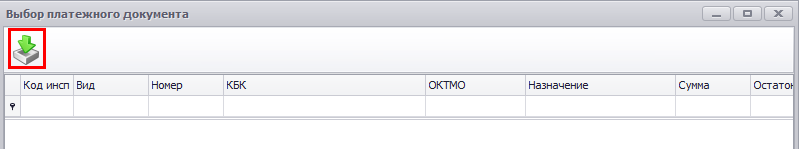 Выбор платежного документа
Код инсп Вид Номер КБК ОКТМО Назначение Сумма Остаток